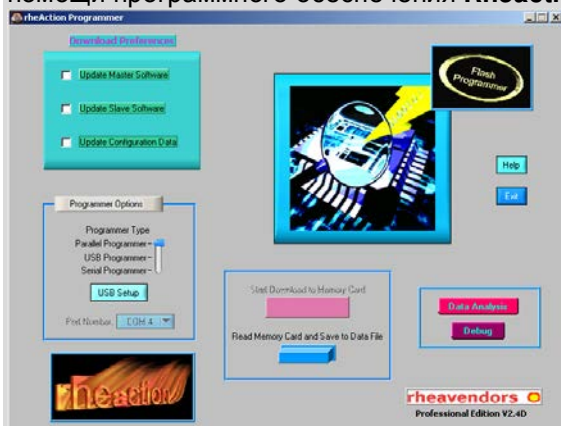 помощи программного обеспечения Rheact
rheAction Programmer
Download Preferences
Update Master Software
Update Slave Software
Update Configuration Data
Flash
Programmer
Help
Exit
Programmer Options
Programmer Type
Parallel Programmer
USB Programmer
Serial Programmer
USB Setup
Port Number.
COM 4
Start Download to Memory Card
Read Memory Card and Save to Data File
Data Analysis
Debug
rheaction
rheavendors
Professional Edition V2.4D